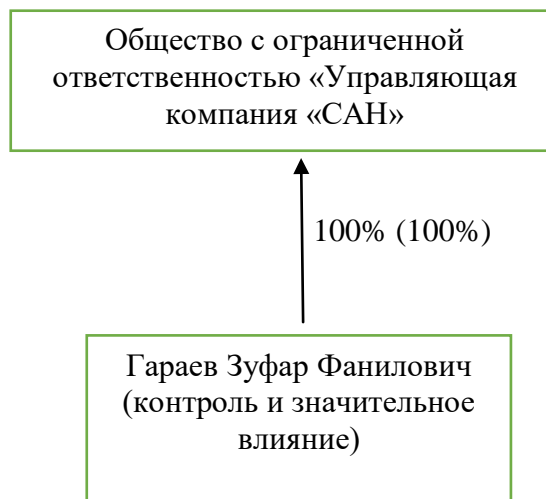 Общество с ограниченной
ответственностью «Управляющая
компания «САН»
100% (100%)
Гараев Зуфар Фанилович
(контроль и значительное
влияние)